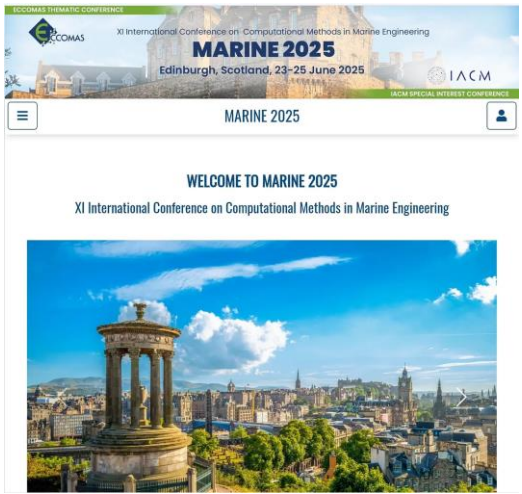 ECCOMAS THEMATIC CONFERENCE
ECCOMAS
XI International Conference on Computational Methods in Marine Engineering
MARINE 2025
Edinburgh, Scotland, 23-25 June 2025
IACM
IACM SPECIAL INTEREST CONFERENCE
MARINE 2025
WELCOME TO MARINE 2025
XI International Conference on Computational Methods in Marine Engineering